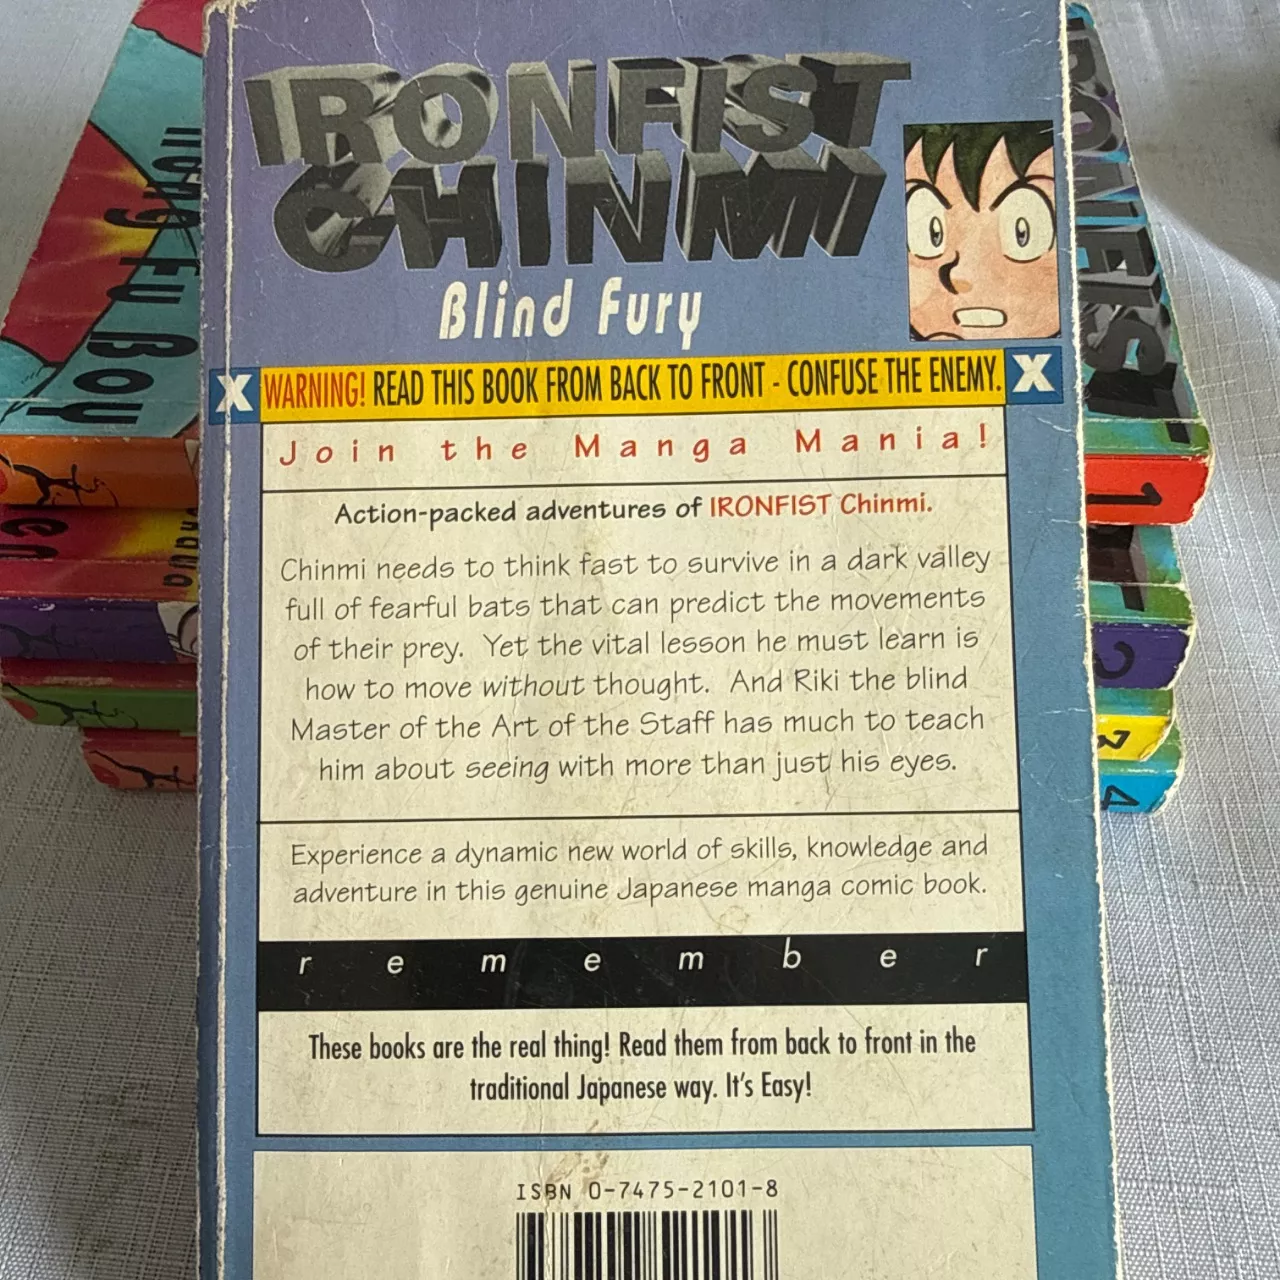 IRONFIST
CHINMI
Blind Fury
X WARNING! READ THIS BOOK FROM BACK TO FRONT - CONFUSE THE ENEMY. X
Join the Manga Mania!
Action-packed adventures of IRONFIST Chinmi.
Chinmi needs to think fast to survive in a dark valley
full of fearful bats that can predict the movements
of their prey. Yet the vital lesson he must learn is
how to move without thought. And Riki the blind
Master of the Art of the Staff has much to teach
him about seeing with more than just his eyes.
Experience a dynamic new world of skills, knowledge and
adventure in this genuine Japanese manga comic book.
remember
These books are the real thing! Read them from back to front in the
traditional Japanese way. It's Easy!
ISBN 0-7475-2101-8
Kung Fu Boy
IRONFIST
1
2
3
4